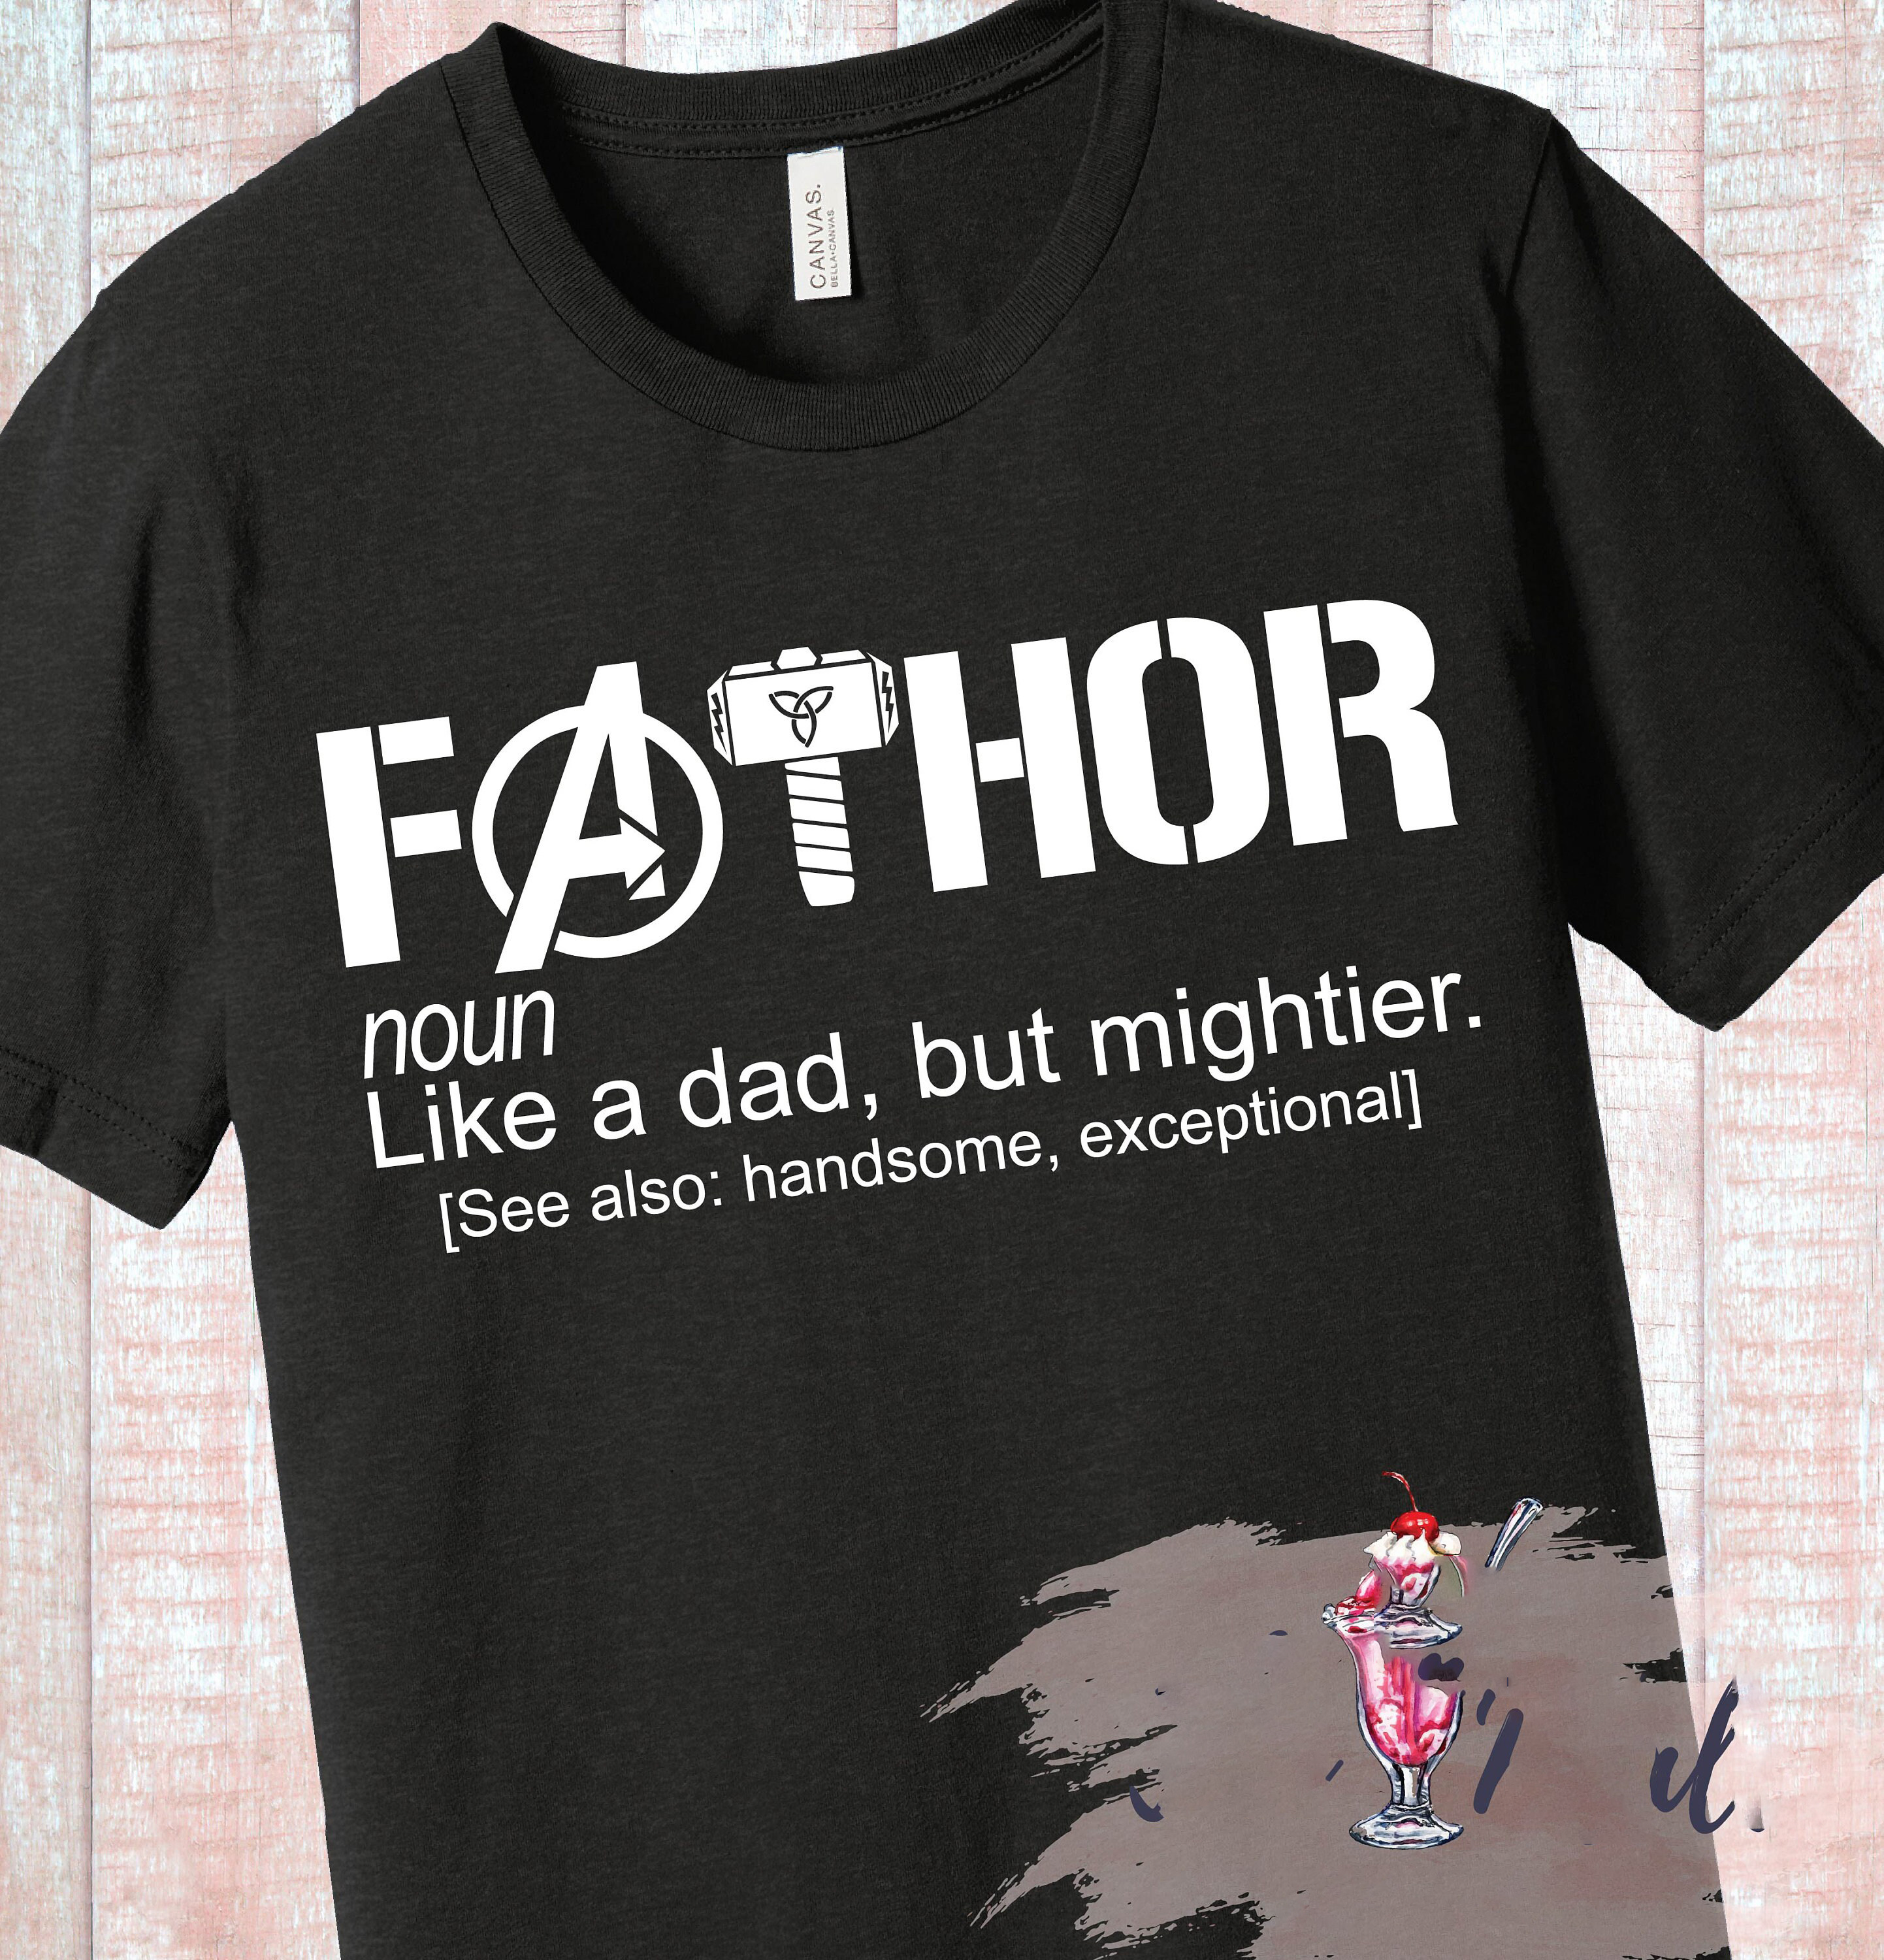 CANVAS.
BELLA+CANVAS.
FATHOR
noun
Like a dad, but mightier.
[See also: handsome, exceptional]